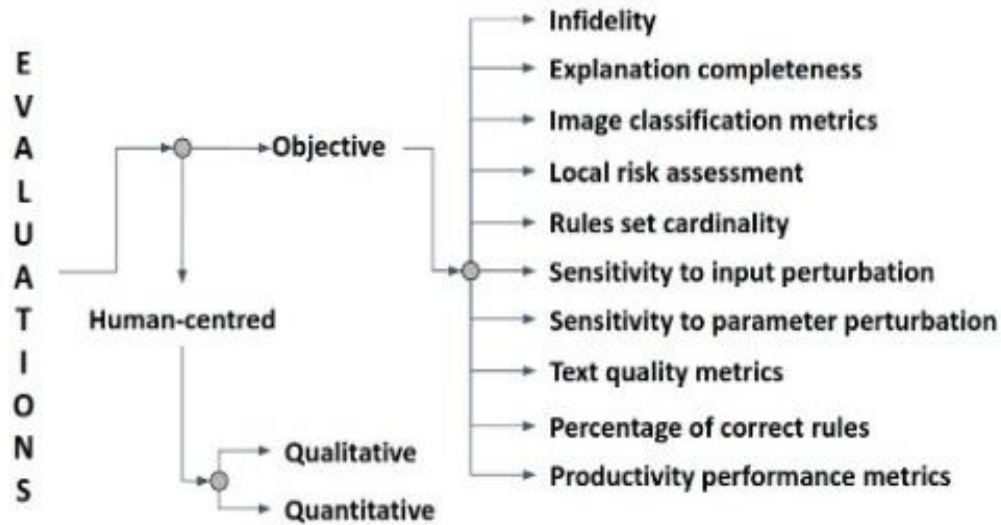 EVALUATIONS
Objective
Human-centred
Qualitative
Quantitative
Infidelity
Explanation completeness
Image classification metrics
Local risk assessment
Rules set cardinality
Sensitivity to input perturbation
Sensitivity to parameter perturbation
Text quality metrics
Percentage of correct rules
Productivity performance metrics